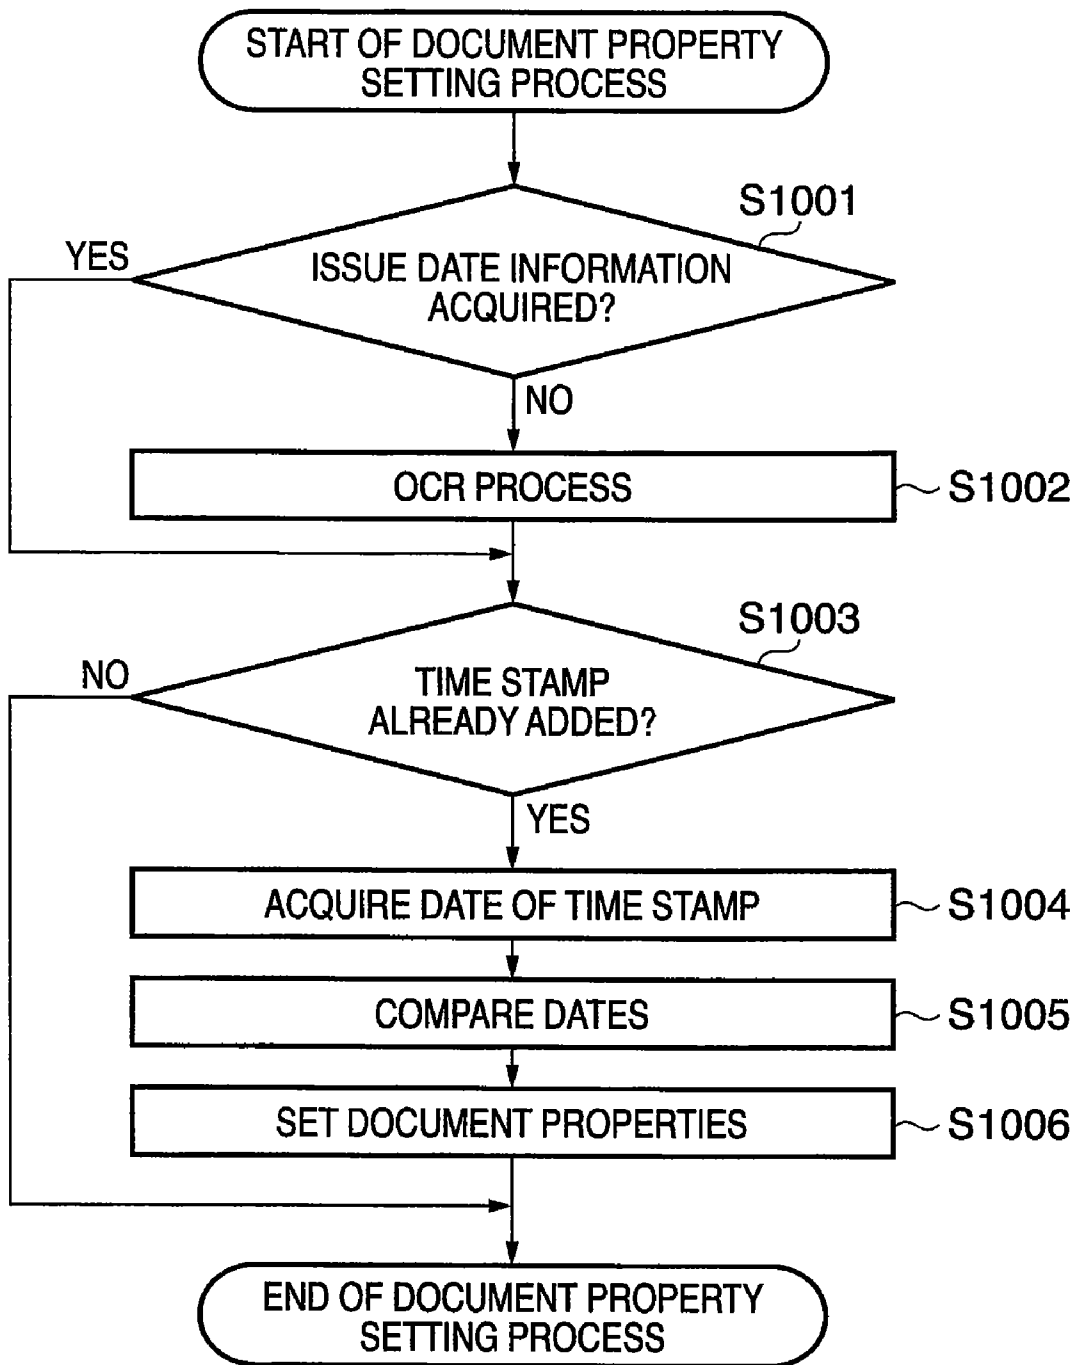 START OF DOCUMENT PROPERTY
SETTING PROCESS
S1001
YES
ISSUE DATE INFORMATION
ACQUIRED?
NO
OCR PROCESS
S1002
S1003
NO
TIME STAMP
ALREADY ADDED?
YES
ACQUIRE DATE OF TIME STAMP
S1004
COMPARE DATES
S1005
SET DOCUMENT PROPERTIES
S1006
END OF DOCUMENT PROPERTY
SETTING PROCESS